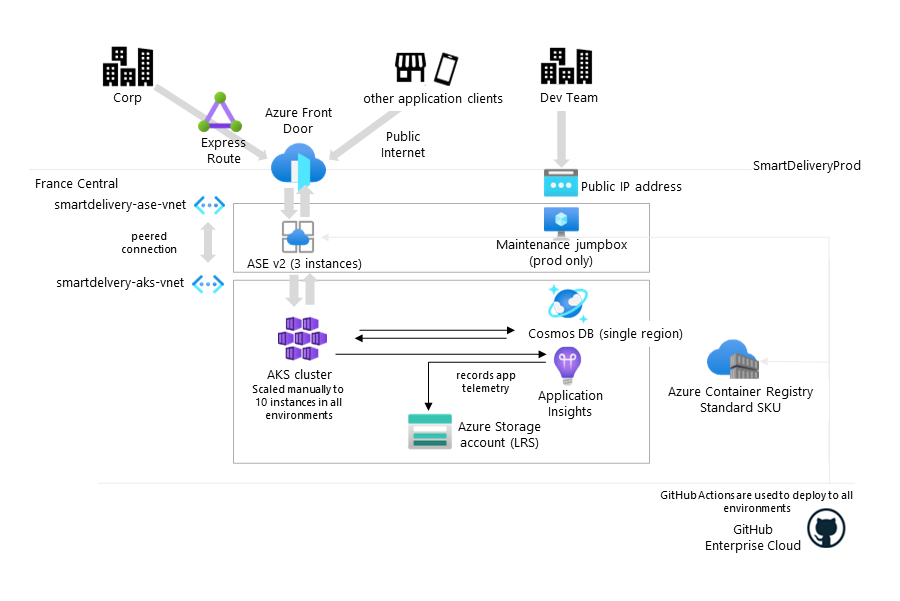 Corp
other application clients
Dev Team
Azure Front
Door
Express
Route
Public
Internet
SmartDeliveryProd
France Central
Public IP address
smartdelivery-ase-vnet
peered
connection
Maintenance jumpbox
(prod only)
ASE v2 (3 instances)
smartdelivery-aks-vnet
Cosmos DB (single region)
AKS cluster
Scaled manually to
10 instances in all
environments
records app
telemetry
Application
Insights
Azure Container Registry
Standard SKU
Azure Storage
account (LRS)
GitHub Actions are used to deploy to all
environments
GitHub
Enterprise Cloud